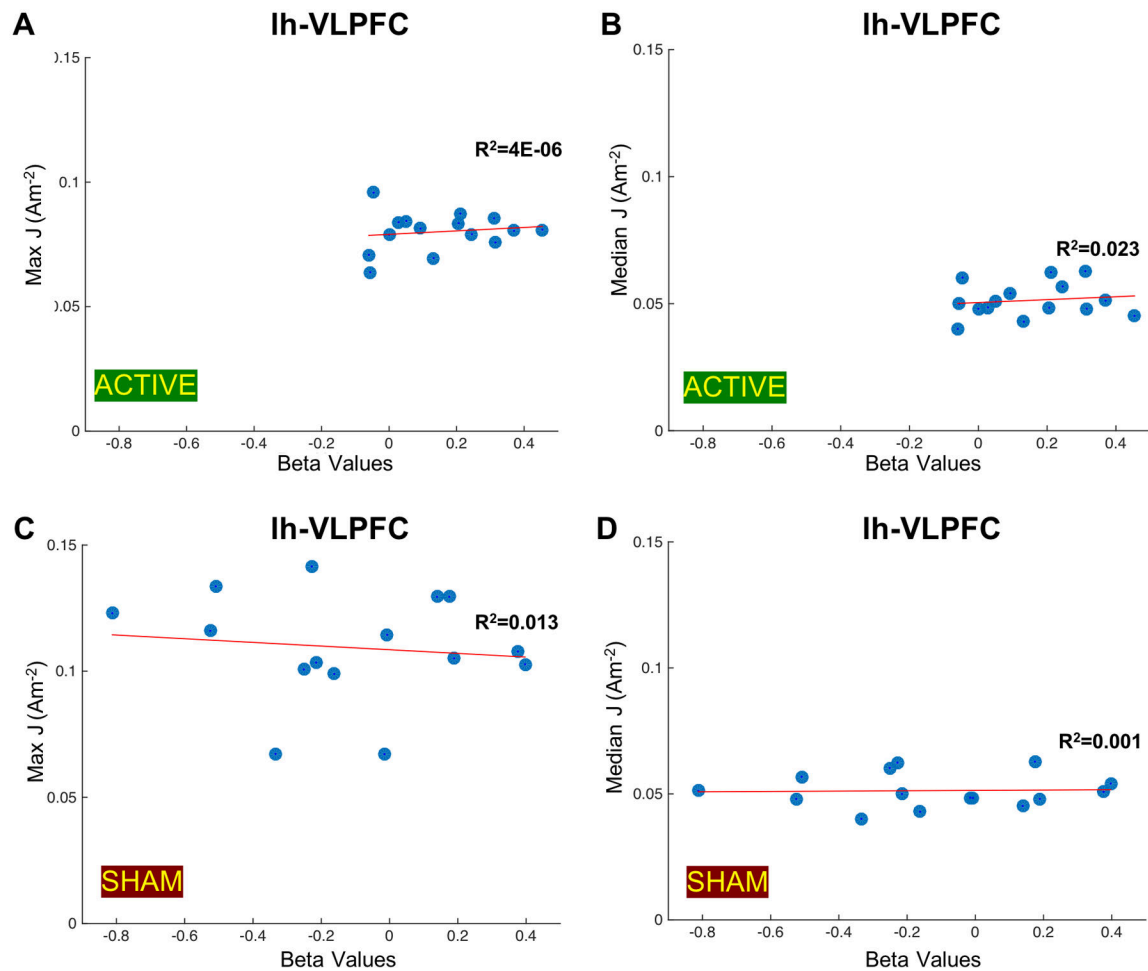 A
lh-VLPFC
0.15
0.1
0.05
0
Max J (Am-2)
R2=4E-06
ACTIVE
-0.8 -0.6 -0.4 -0.2 0 0.2 0.4
Beta Values
B
lh-VLPFC
0.15
0.1
0.05
0
Median J (Am-2)
R2=0.023
ACTIVE
-0.8 -0.6 -0.4 -0.2 0 0.2 0.4
Beta Values
C
lh-VLPFC
0.15
0.1
0.05
0
Max J (Am-2)
R2=0.013
SHAM
-0.8 -0.6 -0.4 -0.2 0 0.2 0.4
Beta Values
D
lh-VLPFC
0.15
0.1
0.05
0
Median J (Am-2)
R2=0.001
SHAM
-0.8 -0.6 -0.4 -0.2 0 0.2 0.4
Beta Values